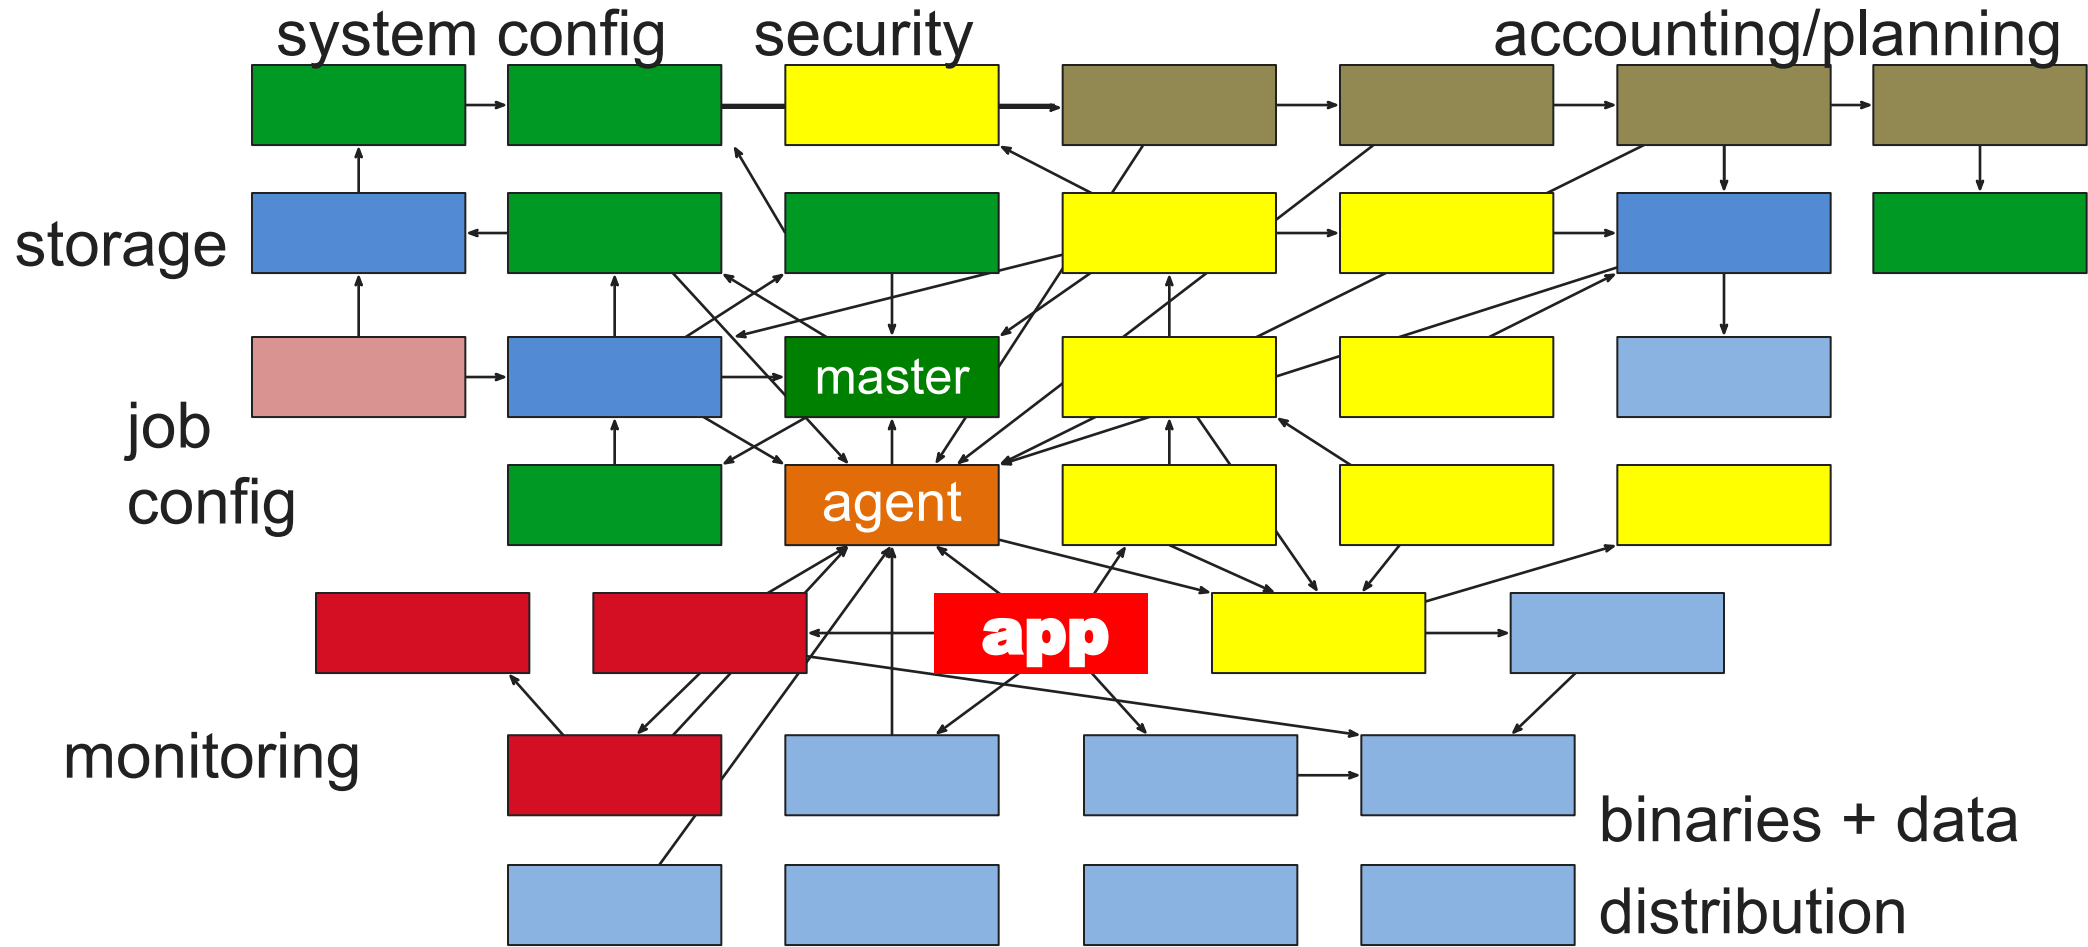 system config
security
accounting/planning
storage
master
job
config
agent
app
monitoring
binaries + data
distribution